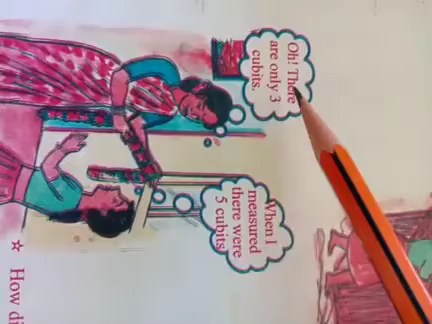 Oh! There
are only 3
cubits.
When I
measured
there were
5 cubits!
★ How di